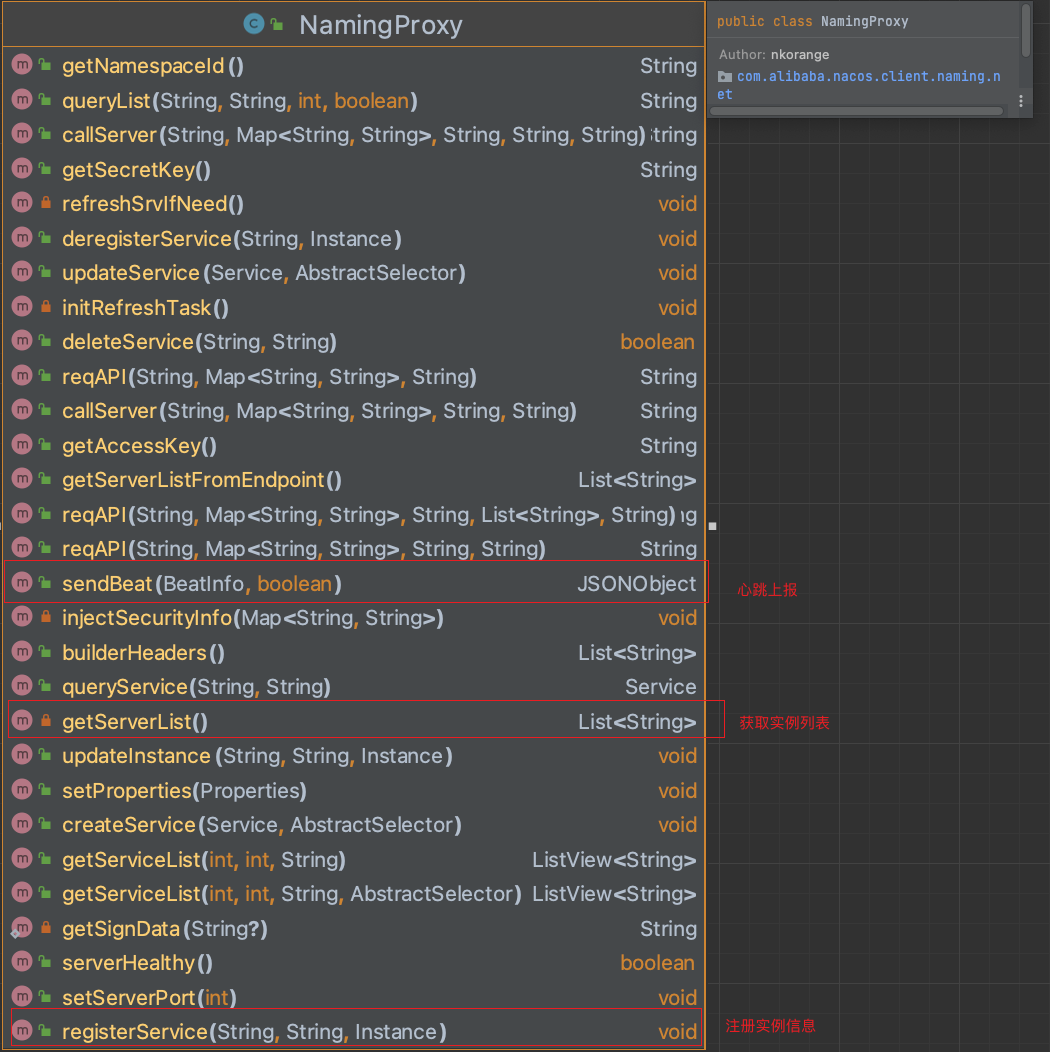 NamingProxy
getNamespaceId() String
queryList(String, String, int, boolean) String
callServer(String, Map<String, String>, String, String, String) String
getSecretKey() String
refreshSrvIfNeed() void
deregisterService(String, Instance) void
updateService(Service, AbstractSelector) void
initRefreshTask() void
deleteService(String, String) boolean
reqAPI(String, Map<String, String>, String) String
callServer(String, Map<String, String>, String, String) String
getAccessKey() String
getServerListFromEndpoint() List<String>
reqAPI(String, Map<String, String>, String, List<String>, String) ng
reqAPI(String, Map<String, String>, String, String) String
sendBeat(BeatInfo, boolean) JSONObject
心跳上报
injectSecurityInfo(Map<String, String>) void
builderHeaders() List<String>
queryService(String, String) Service
getServerList() List<String>
获取实例列表
updateInstance(String, String, Instance) void
setProperties(Properties) void
createService(Service, AbstractSelector) void
getServiceList(int, int, String) ListView<String>
getServiceList(int, int, String, AbstractSelector) ListView<String>
getSignData(String?) String
serverHealthy() boolean
setServerPort(int) void
registerService(String, String, Instance) void
注册实例信息
public class NamingProxy
Author: nkorange
com.alibaba.nacos.client.naming.n
et